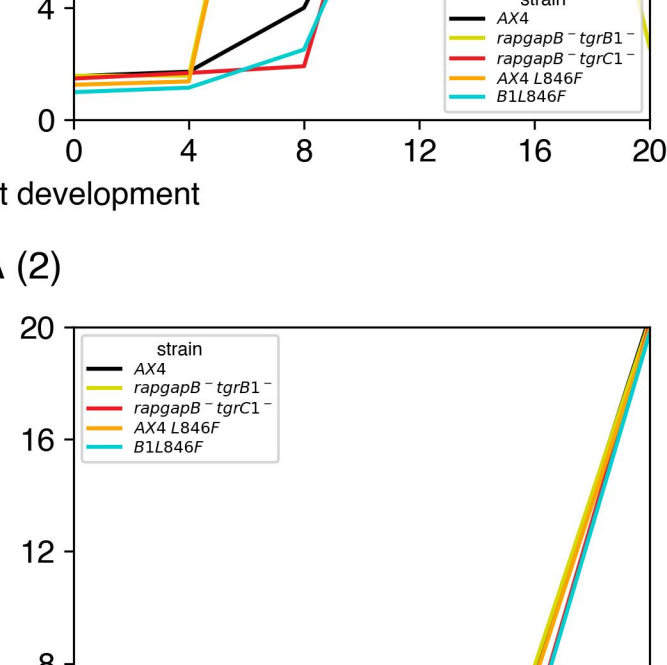 strain
4
AX4
rapgapB⁻tgrB1⁻
rapgapB⁻tgrC1⁻
AX4 L846F
B1L846F
0
0 4 8 12 16 20
t development
(2)
20
strain
AX4
rapgapB⁻tgrB1⁻
rapgapB⁻tgrC1⁻
AX4 L846F
B1L846F
16
12
8